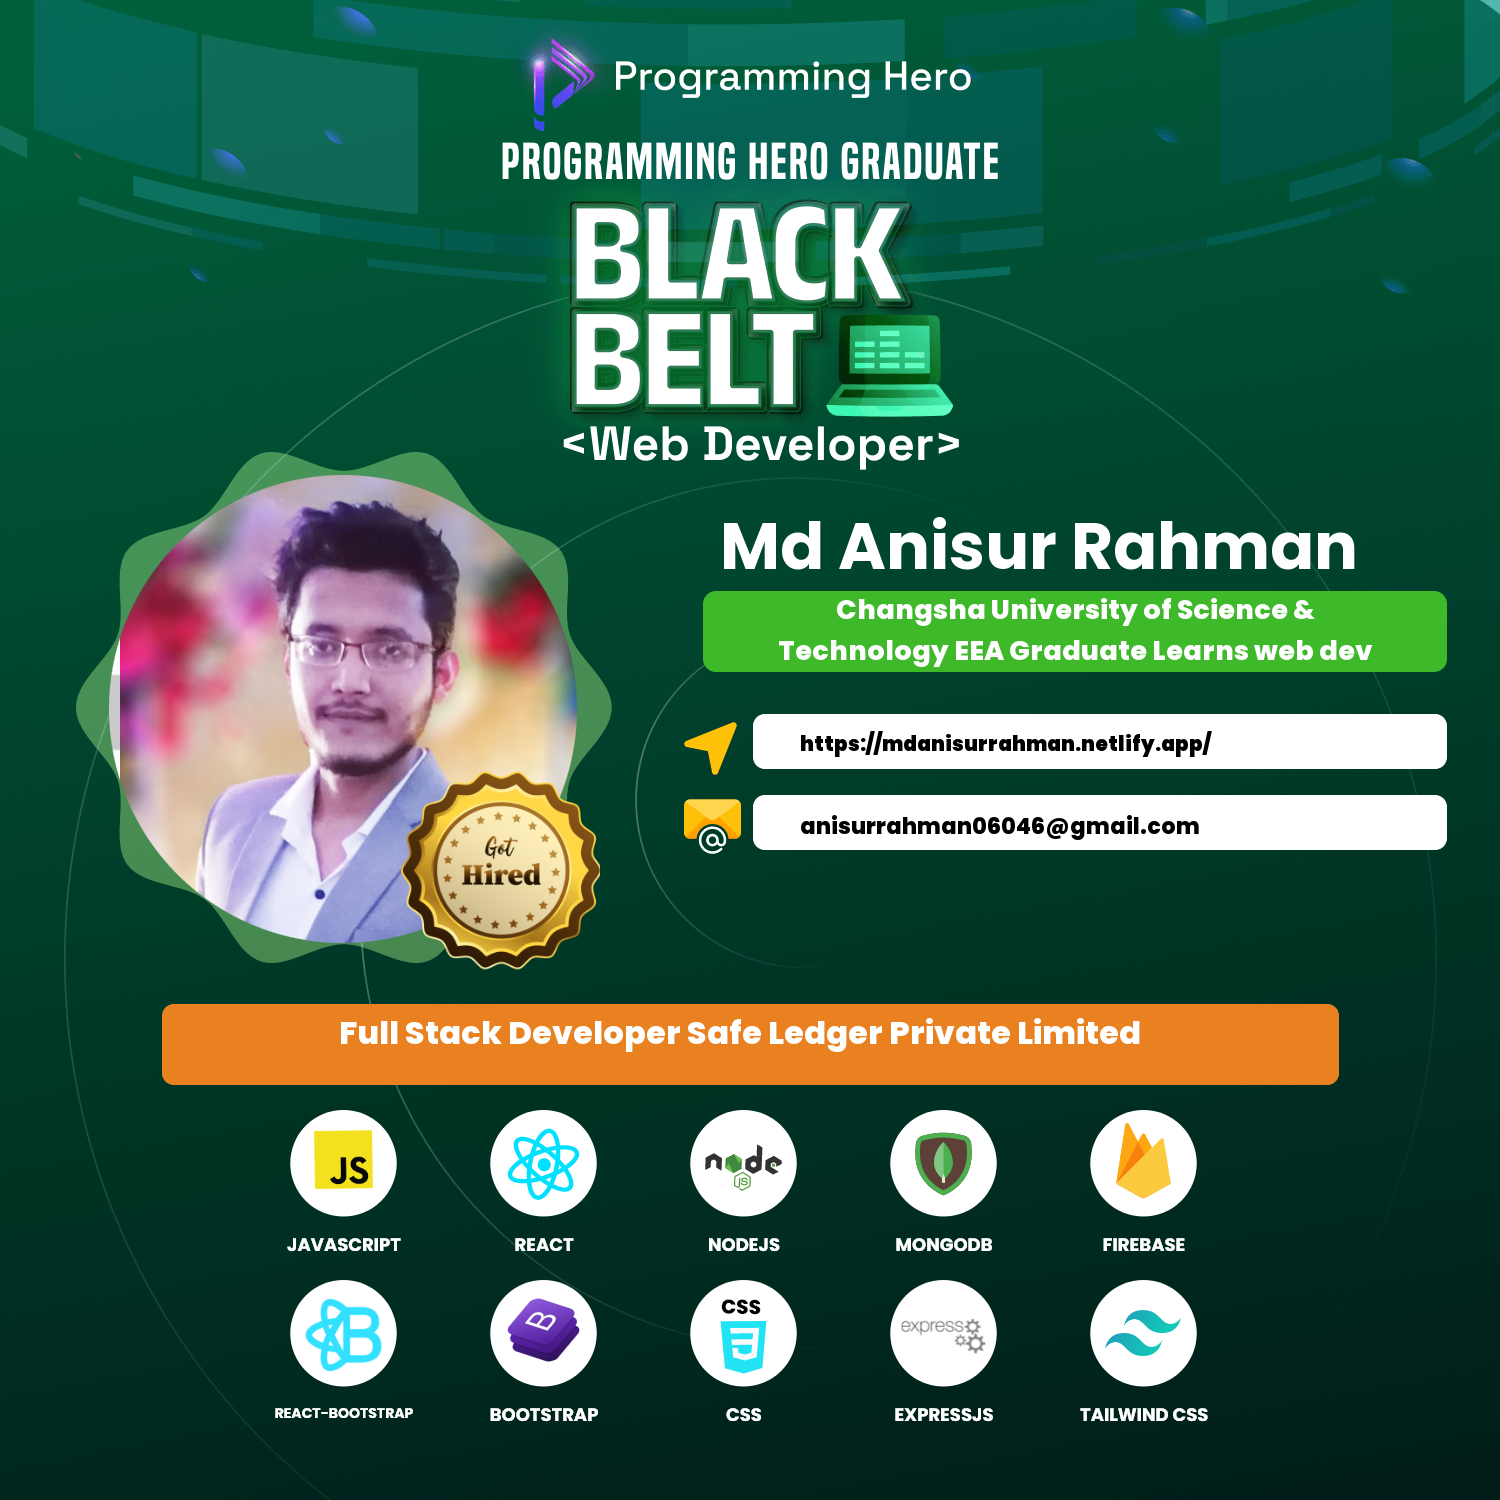 Programming Hero
PROGRAMMING HERO GRADUATE
BLACK
BELT
<Web Developer>
Md Anisur Rahman
Changsha University of Science &
Technology EEA Graduate Learns web dev
https://mdanisurrahman.netlify.app/
anisurrahman06046@gmail.com
@
Got
Hired
Full Stack Developer Safe Ledger Private Limited
JS
node
JS
JAVASCRIPT
REACT
NODEJS
MONGODB
FIREBASE
B
B
CSS
3
express
REACT-BOOTSTRAP
BOOTSTRAP
CSS
EXPRESSJS
TAILWIND CSS